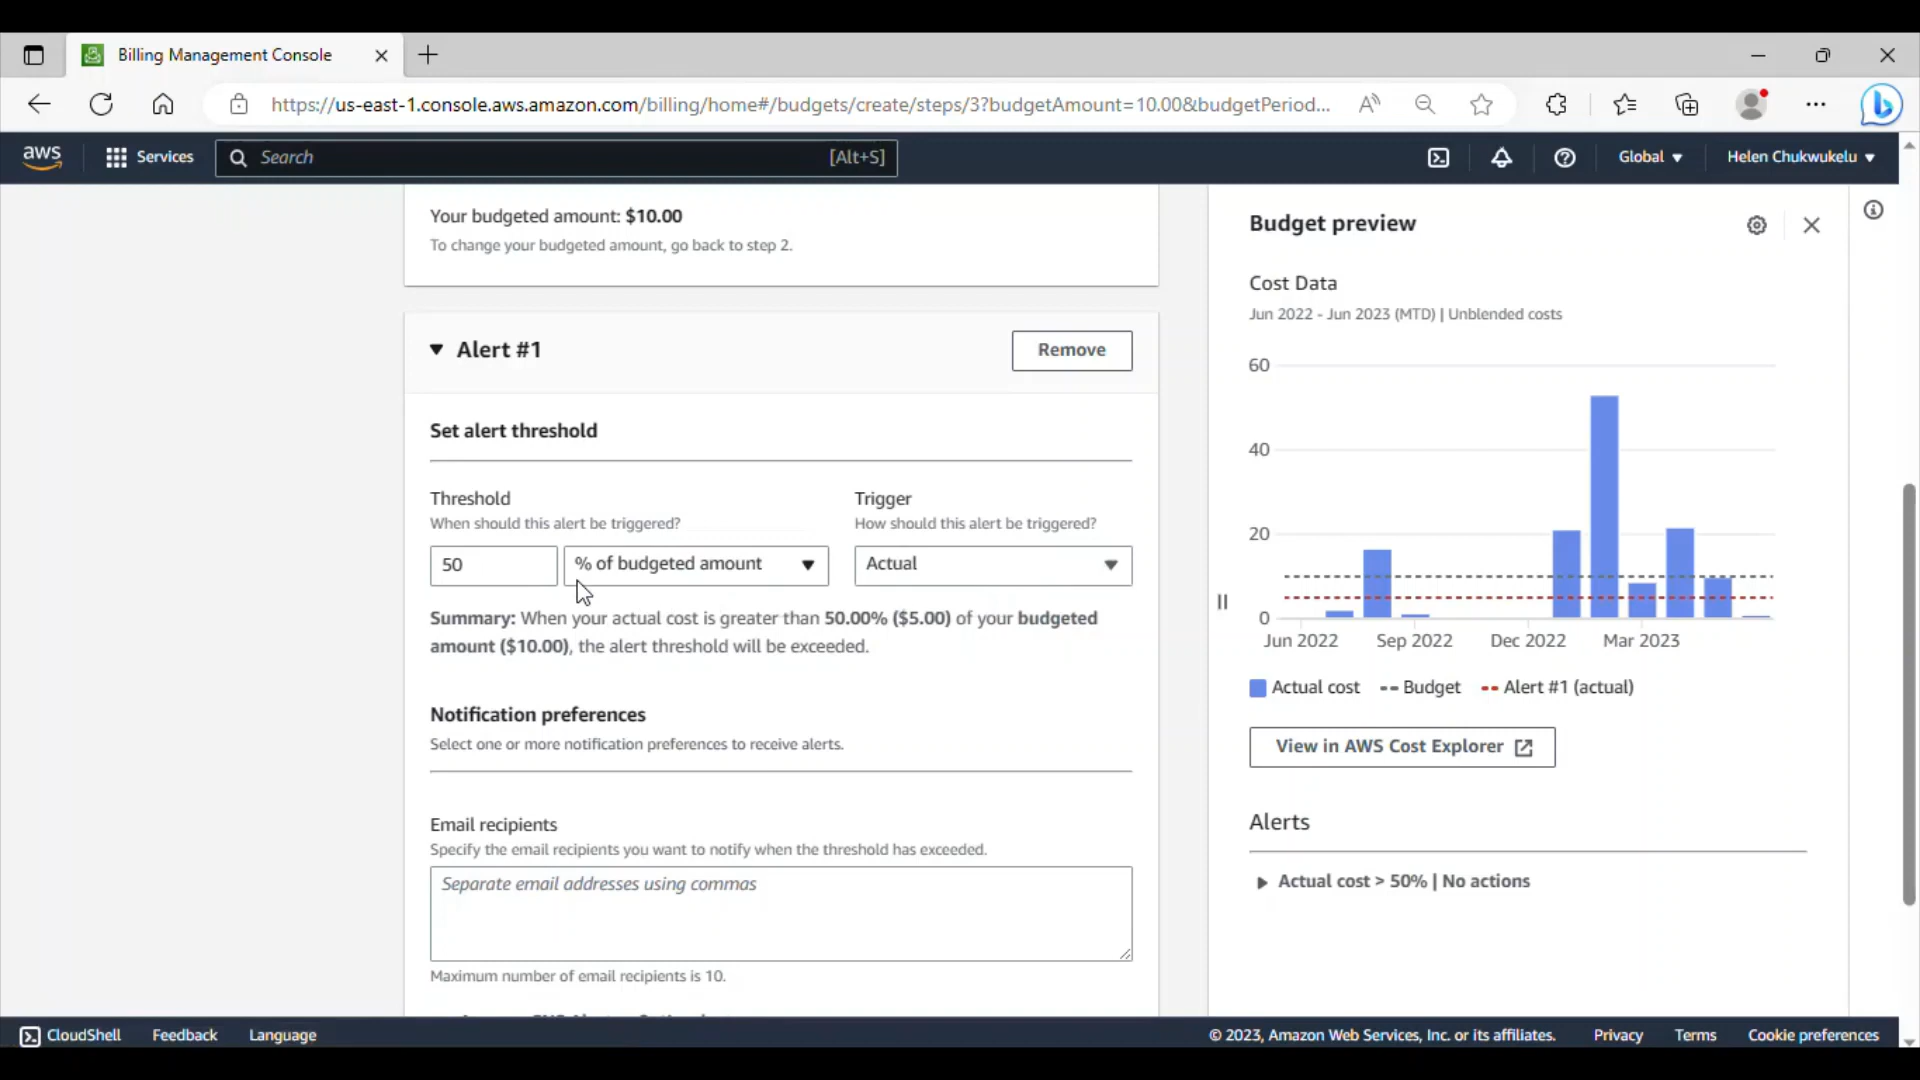 Billing Management Console
https://us-east-1.console.aws.amazon.com/billing/home#/budgets/create/steps/3?budgetAmount=10.00&budgetPeriod...
aws
Services
Search
[Alt+S]
Global
Helen Chukwukelu
Your budgeted amount: $10.00
To change your budgeted amount, go back to step 2.
Alert #1
Remove
Set alert threshold
Threshold
When should this alert be triggered?
50
% of budgeted amount
Trigger
How should this alert be triggered?
Actual
Summary: When your actual cost is greater than 50.00% ($5.00) of your budgeted
amount ($10.00), the alert threshold will be exceeded.
Notification preferences
Select one or more notification preferences to receive alerts.
Email recipients
Specify the email recipients you want to notify when the threshold has exceeded.
Separate email addresses using commas
Maximum number of email recipients is 10.
Budget preview
Cost Data
Jun 2022 - Jun 2023 (MTD) | Unblended costs
60
40
20
0
Jun 2022 Sep 2022 Dec 2022 Mar 2023
Actual cost -- Budget -- Alert #1 (actual)
View in AWS Cost Explorer
Alerts
Actual cost > 50% | No actions
CloudShell Feedback Language
© 2023, Amazon Web Services, Inc. or its affiliates. Privacy Terms Cookie preferences